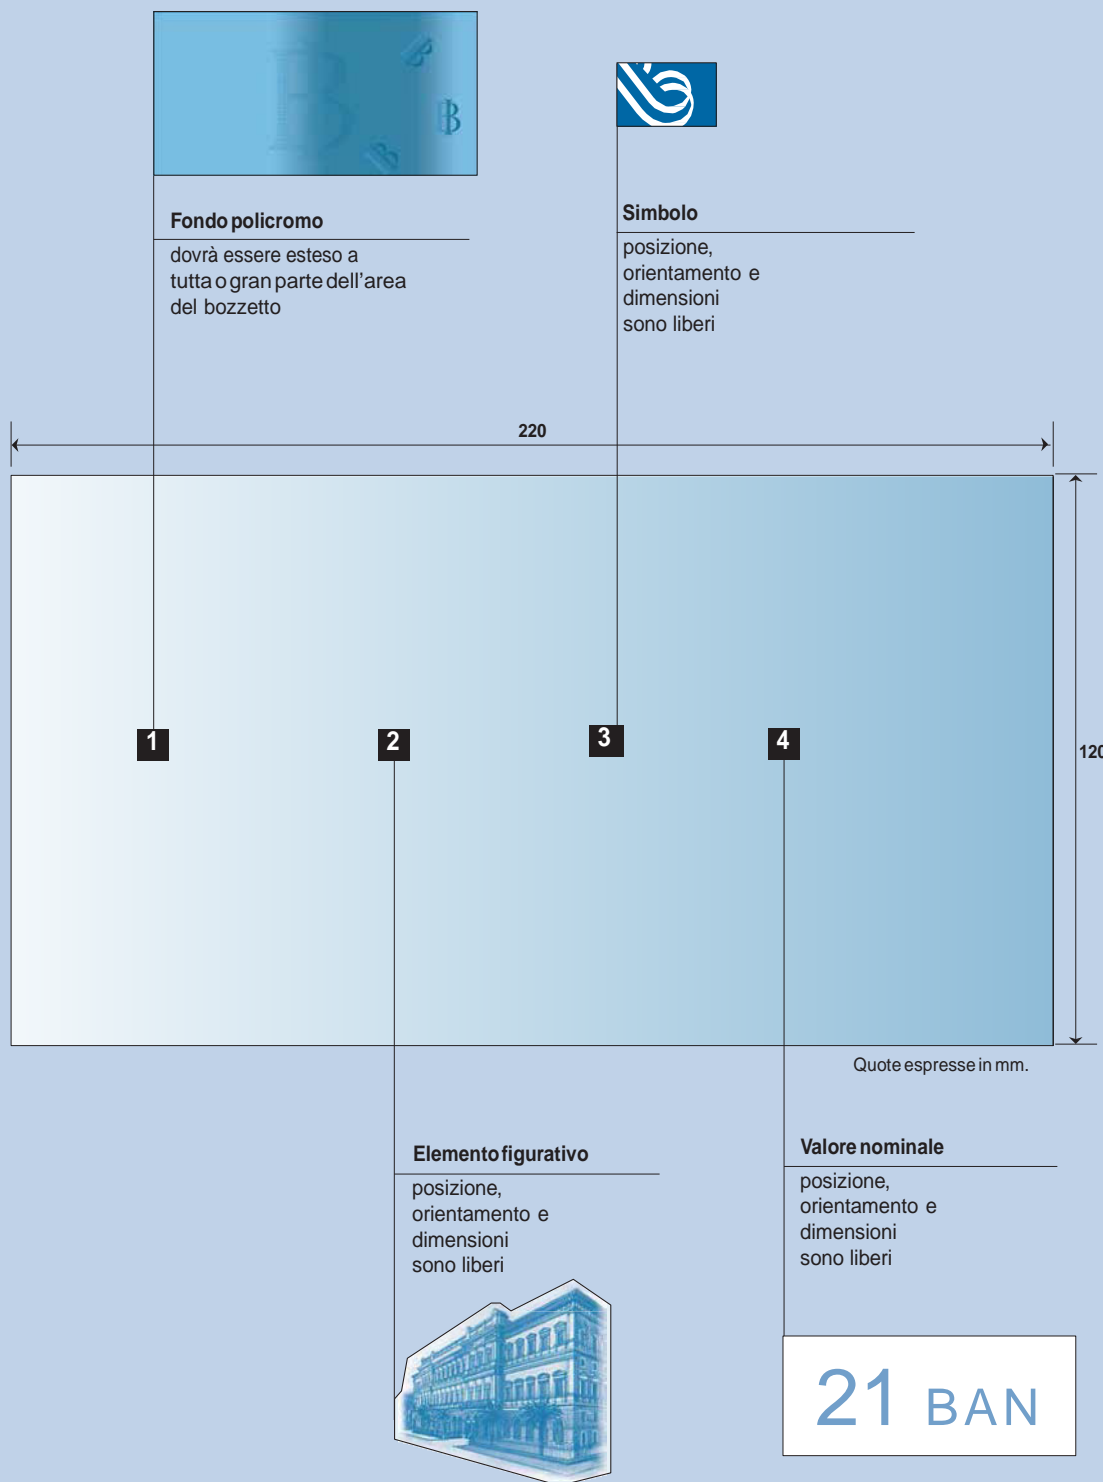 Fondo policromo
dovrà essere esteso a
tutta o gran parte dell’area
del bozzetto
Simbolo
posizione,
orientamento e
dimensioni
sono liberi
220
1
2
3
4
120
Quote espresse in mm.
Elemento figurativo
posizione,
orientamento e
dimensioni
sono liberi
Valore nominale
posizione,
orientamento e
dimensioni
sono liberi
21 BAN